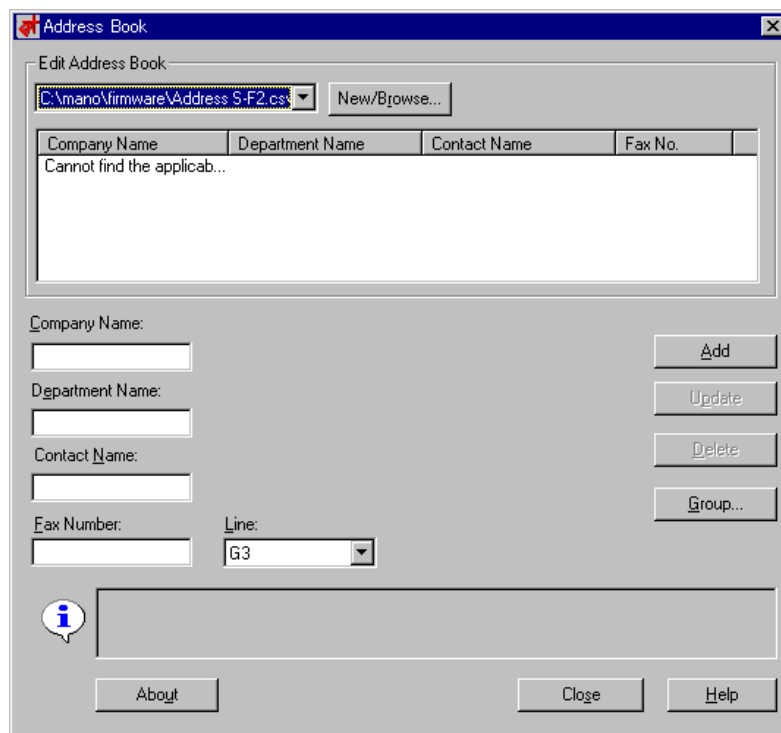 Address Book
Edit Address Book
C:\mano\firmware\Address S-F2.csv New/Browse...
Company Name Department Name Contact Name Fax No.
Cannot find the applicab...
Company Name:
Add
Department Name:
Update
Contact Name:
Delete
Group...
Fax Number: Line:
G3
About Close Help